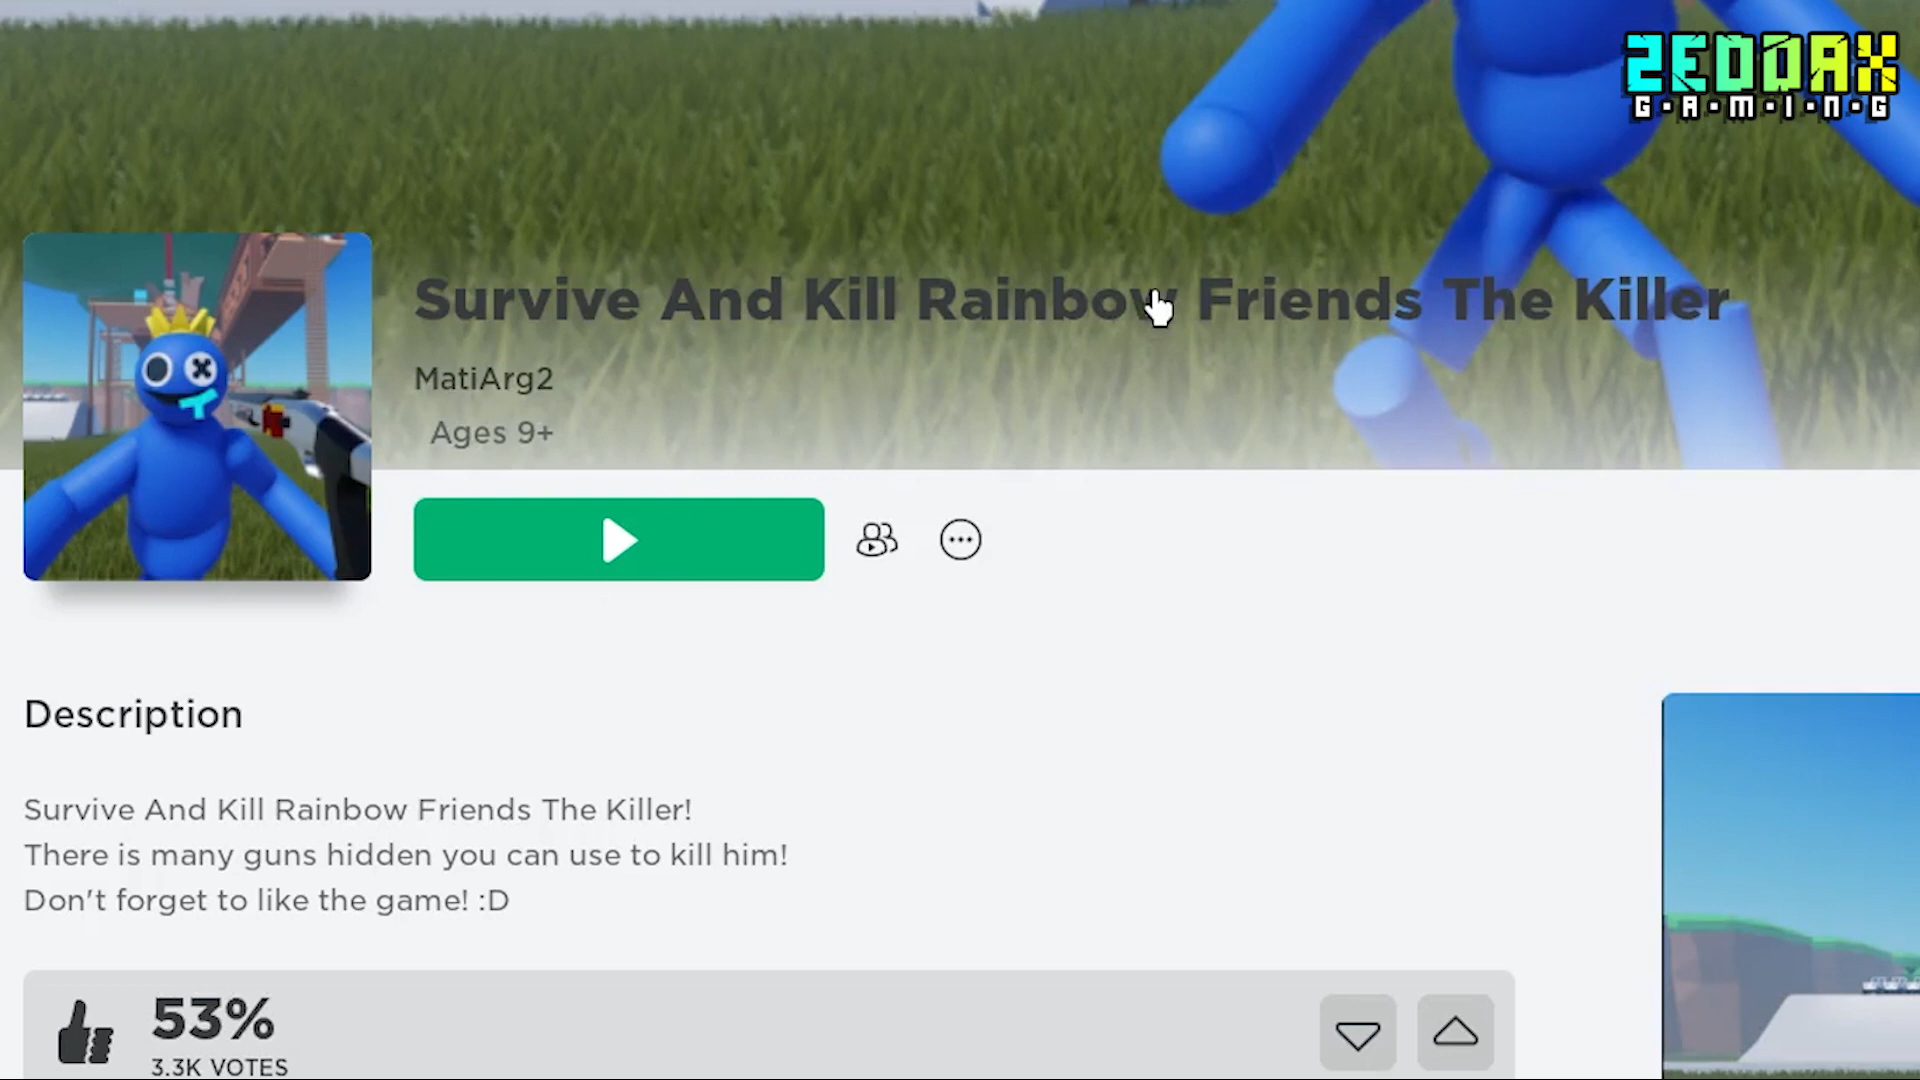 ZEDDAX
G·A·M·I·N·G
Survive And Kill Rainbow Friends The Killer
MatiArg2
Ages 9+
Description
Survive And Kill Rainbow Friends The Killer!
There is many guns hidden you can use to kill him!
Don't forget to like the game! :D
53%
3.3K VOTES